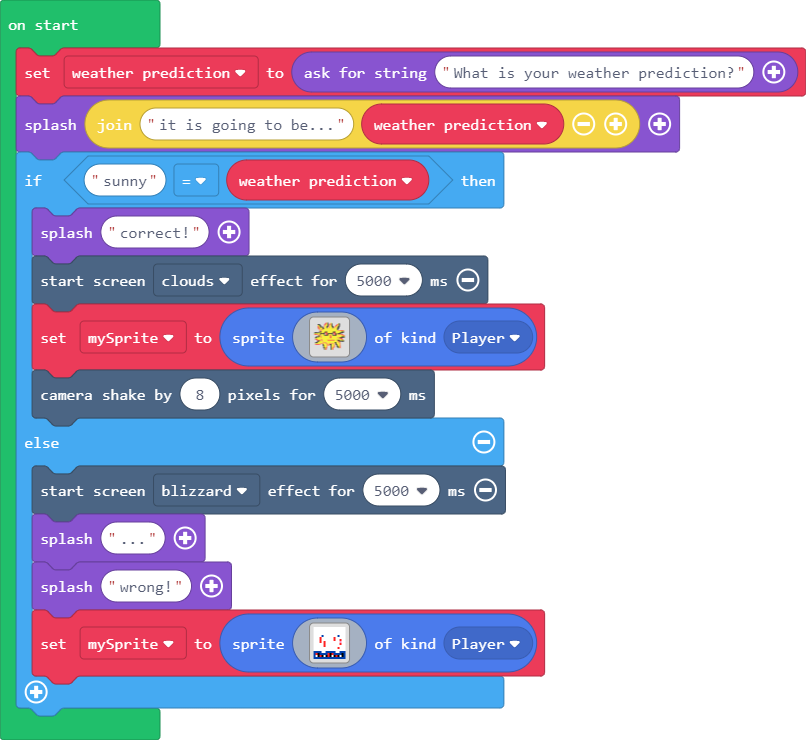 on start
set weather prediction to ask for string "What is your weather prediction?"
splash join "it is going to be..." weather prediction
if "sunny" = weather prediction then
splash "correct!"
start screen clouds effect for 5000 ms
set mySprite to sprite of kind Player
camera shake by 8 pixels for 5000 ms
else
start screen blizzard effect for 5000 ms
splash "..."
splash "wrong!"
set mySprite to sprite of kind Player